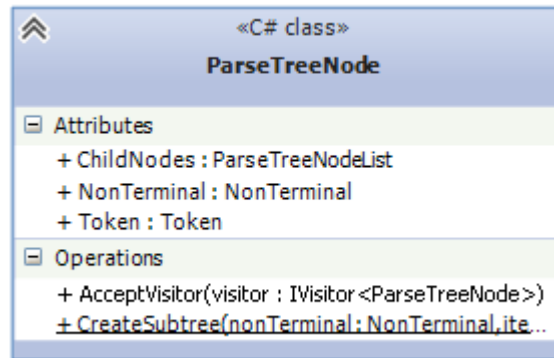 «C# class»
ParseTreeNode
Attributes
+ ChildNodes : ParseTreeNodeList
+ NonTerminal : NonTerminal
+ Token : Token
Operations
+ AcceptVisitor(visitor : IVisitor<ParseTreeNode>)
+ CreateSubtree(nonTerminal : NonTerminal,ite...